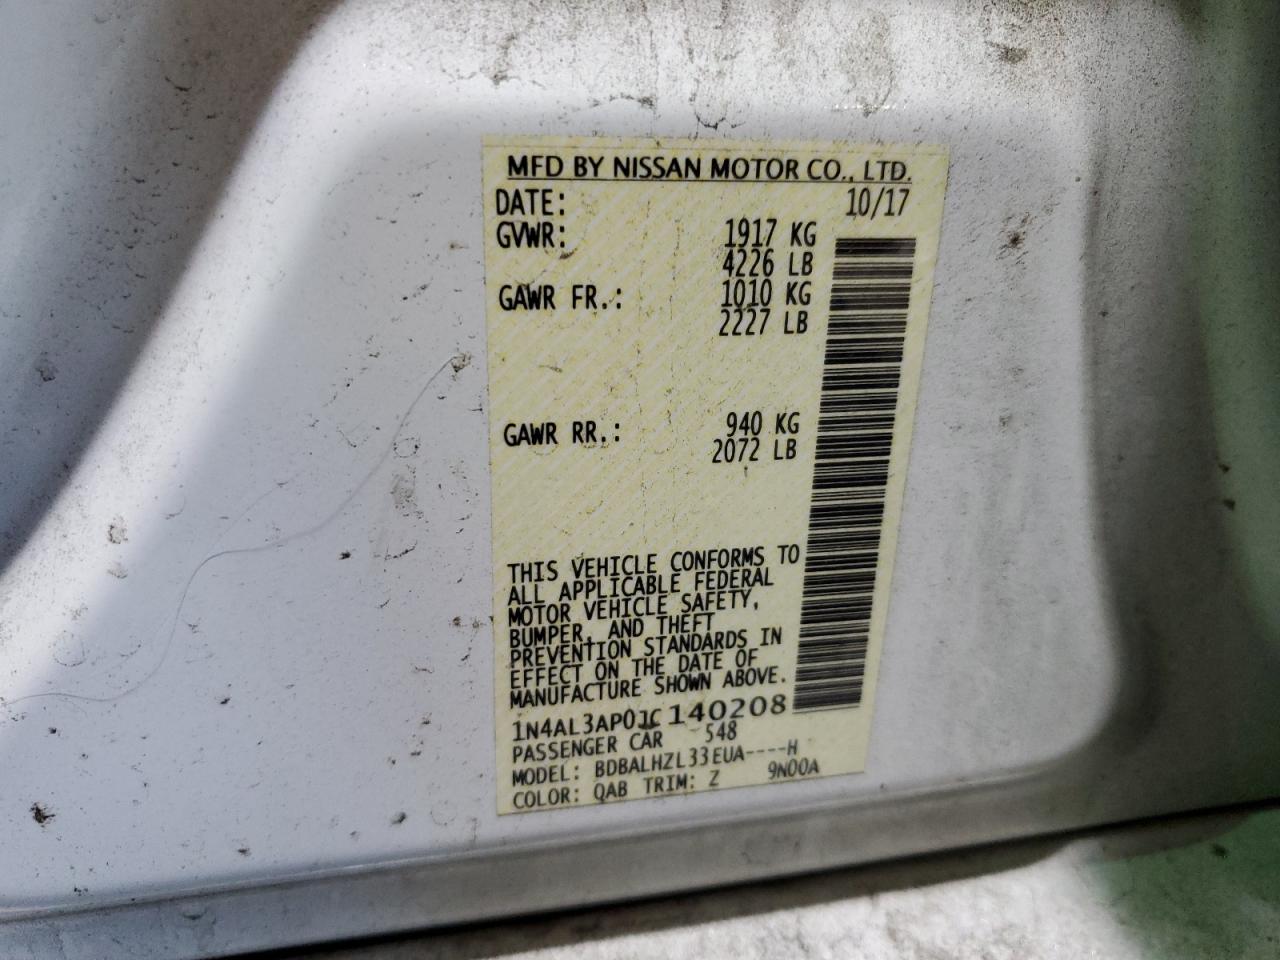 MFD BY NISSAN MOTOR CO., LTD.
DATE: 10/17
GVWR: 1917 KG
4226 LB
GAWR FR.: 1010 KG
2227 LB
GAWR RR.: 940 KG
2072 LB
THIS VEHICLE CONFORMS TO
ALL APPLICABLE FEDERAL
MOTOR VEHICLE SAFETY,
BUMPER, AND THEFT
PREVENTION STANDARDS IN
EFFECT ON THE DATE OF
MANUFACTURE SHOWN ABOVE.
1N4AL3AP0JC140208
PASSENGER CAR 548
MODEL: BDBALHZL33EUA----H
COLOR: QAB TRIM: Z 9N00A